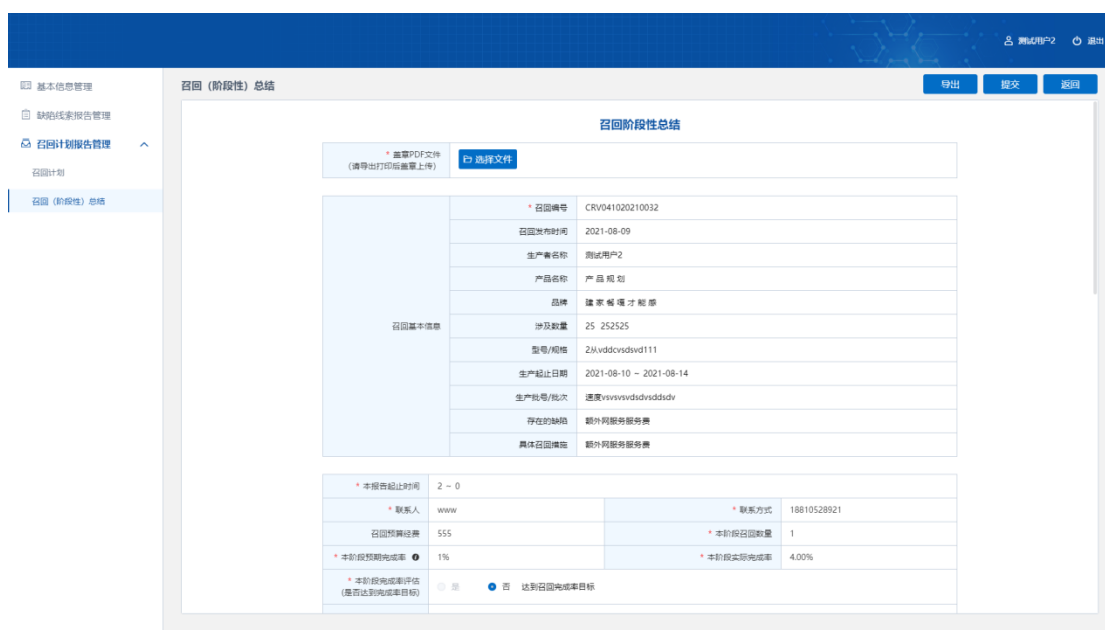 测试用户2 退出
基本信息管理
缺陷线索报告管理
召回计划报告管理
召回计划
召回（阶段性）总结
召回（阶段性）总结
导出 提交 返回
召回阶段性总结
* 盖章PDF文件
(请导出打印后盖章上传)
选择文件
召回基本信息
* 召回编号 CRV041020210032
召回发布时间 2021-08-09
生产者名称 测试用户2
产品名称 产品规划
品牌
涉及数量 25 252525
型号/规格 2从vddcvsdsvd111
生产起止日期 2021-08-10 ~ 2021-08-14
生产批号/批次 速度vsvsvsvdsdvsddsdv
存在的缺陷 额外网服务服务费
具体召回措施 额外网服务服务费
* 本报告起止时间 2 ~ 0
* 联系人 www * 联系方式 18810528921
召回预算经费 555 * 本阶段召回数量 1
* 本阶段预期完成率 1% * 本阶段实际完成率 4.00%
* 本阶段完成率评估
(是否达到完成率目标)
是 否 达到召回完成率目标